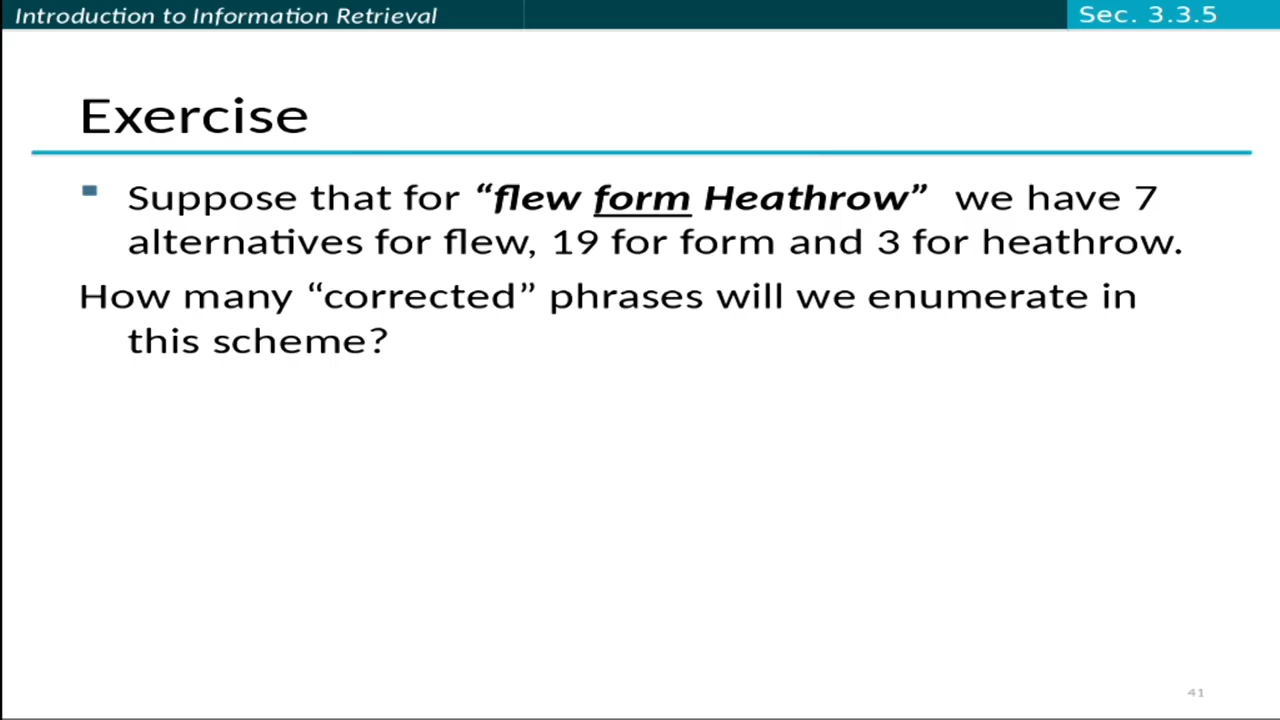 Introduction to Information Retrieval
Sec. 3.3.5
Exercise
Suppose that for “flew form Heathrow” we have 7
alternatives for flew, 19 for form and 3 for heathrow.
How many “corrected” phrases will we enumerate in
this scheme?
41